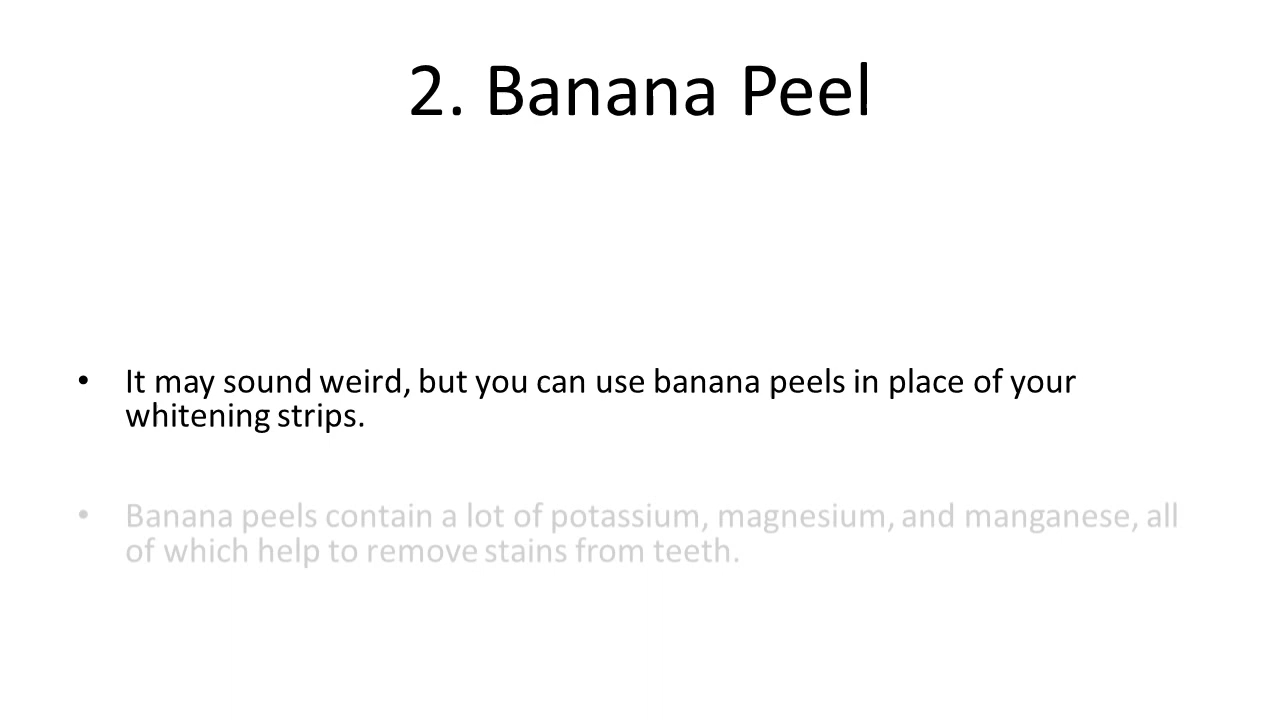 2. Banana Peel
• It may sound weird, but you can use banana peels in place of your
whitening strips.
• Banana peels contain a lot of potassium, magnesium, and manganese, all
of which help to remove stains from teeth.